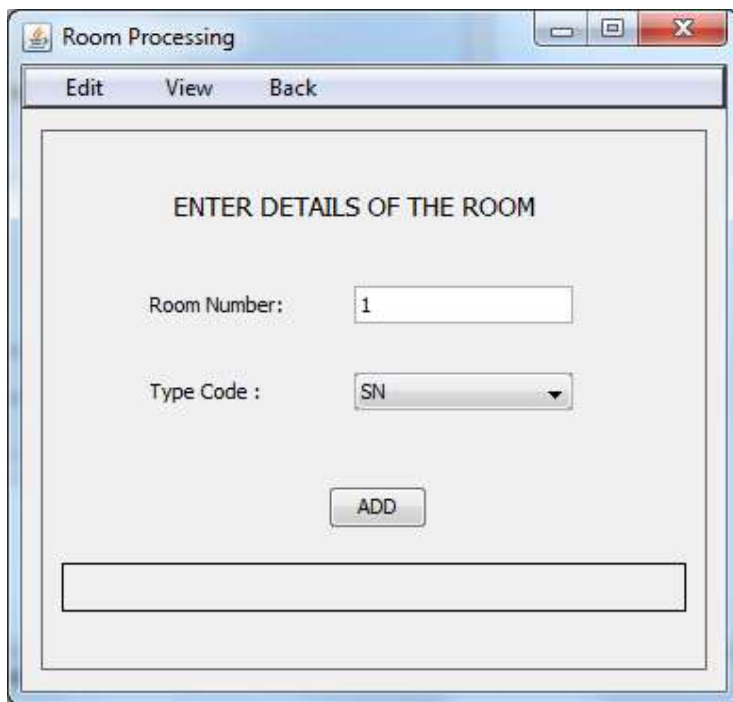 Room Processing
Edit View Back
ENTER DETAILS OF THE ROOM
Room Number: 1
Type Code : SN
ADD